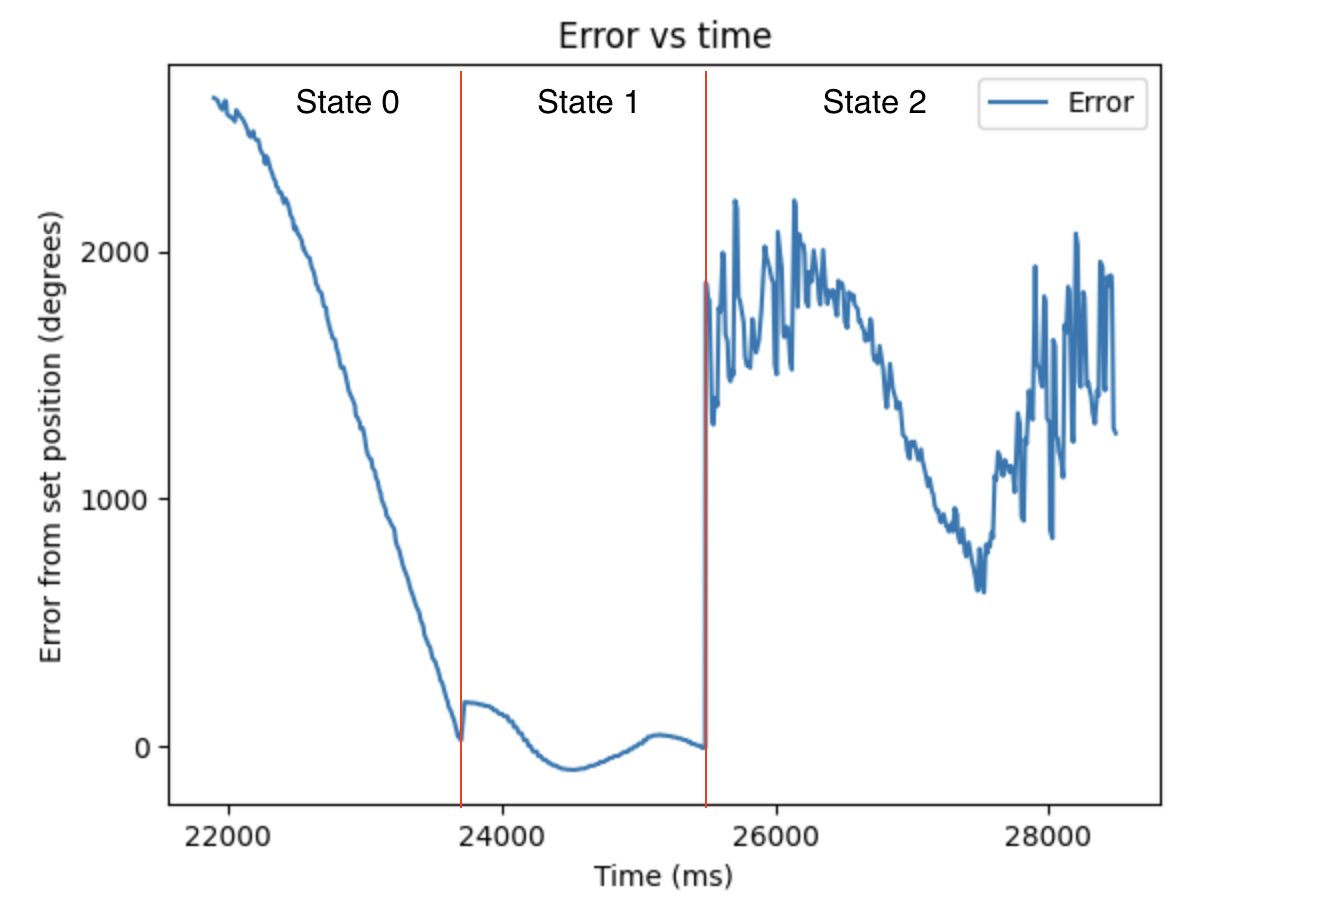 Error vs time
State 0
State 1
State 2
Error
Error from set position (degrees)
2000
1000
0
22000
24000
26000
28000
Time (ms)